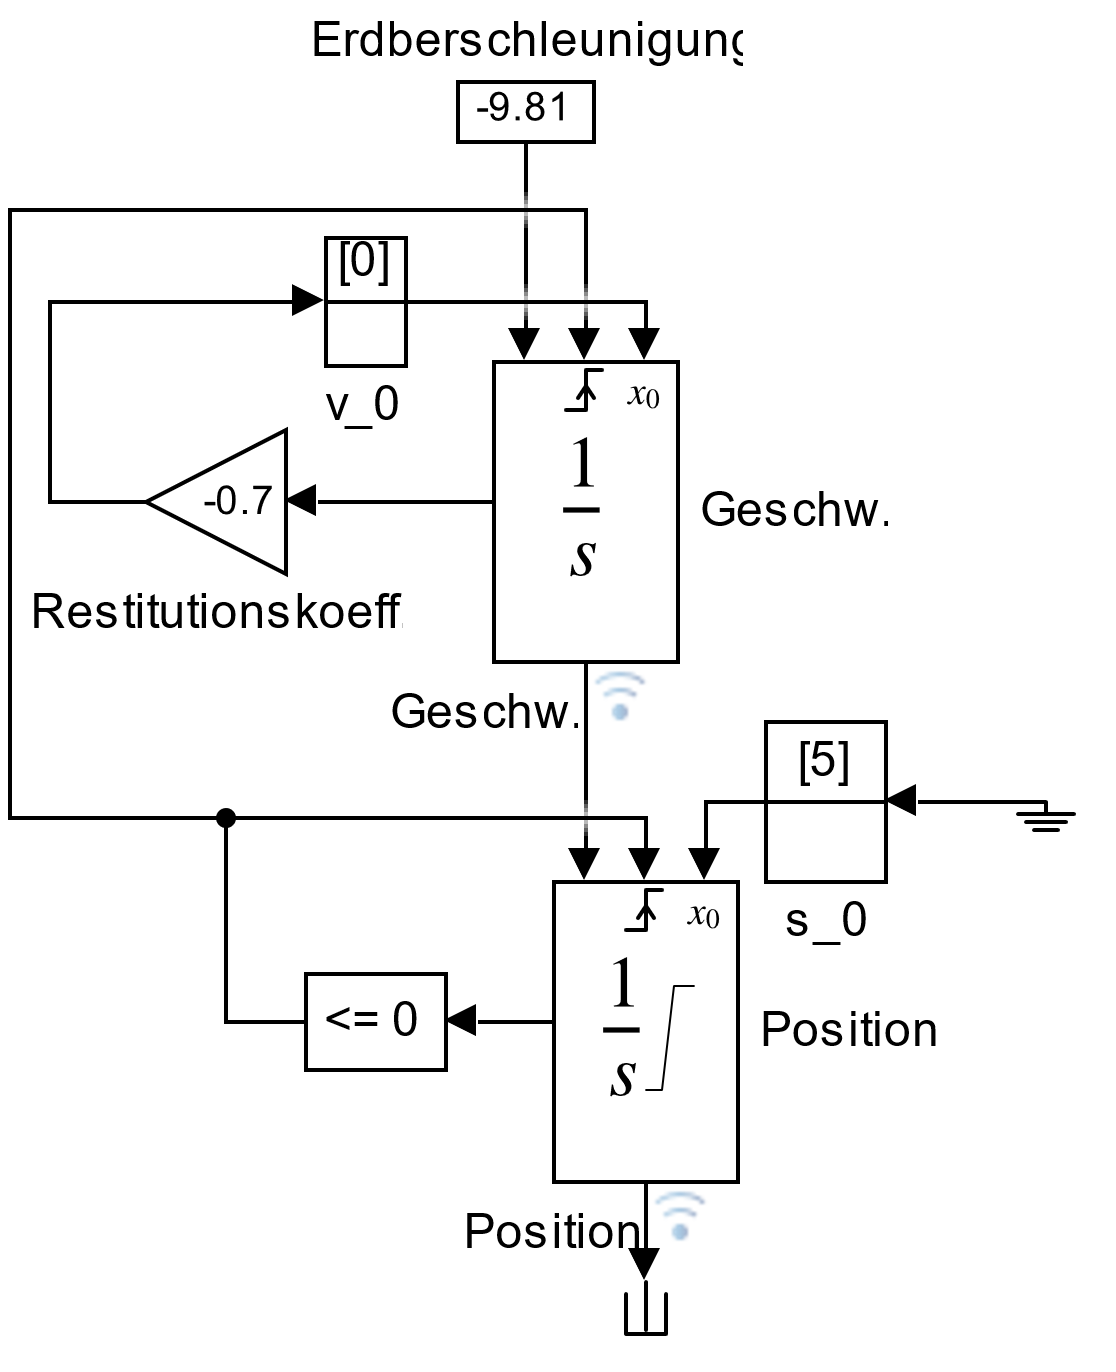 Erdberschleunigung
-9.81
[0]
v_0
x0
1
s
-0.7
Geschw.
Restitutionskoeff.
Geschw.
[5]
s_0
x0
1
s
<= 0
Position
Position